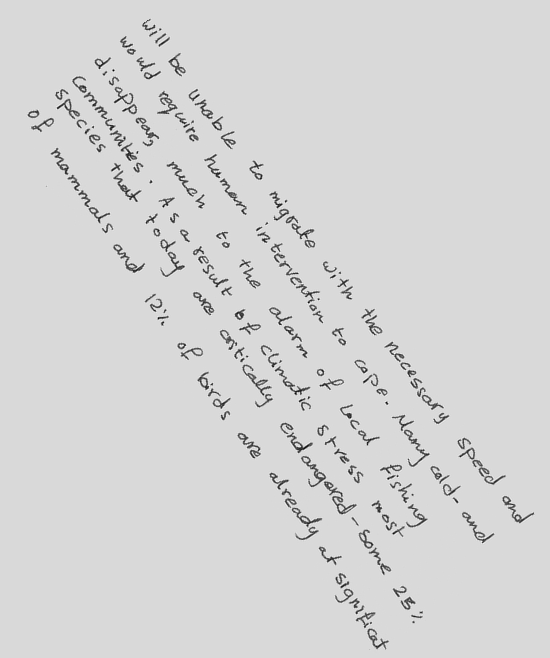 will be unable to migrate with the necessary speed and
would require human intervention to cope. Many cold- and
disappear, much to the alarm of local fishing
communities. As a result of climatic stress most
species that today are critically endangered - some 25%
of mammals and 12% of birds are already at significat